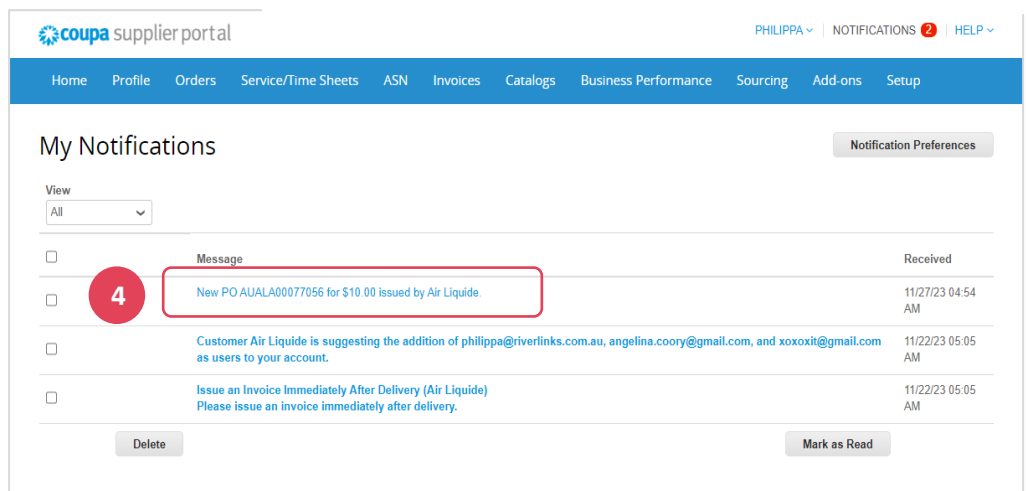 coupa supplier portal
PHILIPPA NOTIFICATIONS 2 HELP
Home Profile Orders Service/Time Sheets ASN Invoices Catalogs Business Performance Sourcing Add-ons Setup
My Notifications
Notification Preferences
View
All
Message Received
4
New PO AUALA00077056 for $10.00 issued by Air Liquide.
11/27/23 04:54
AM
Customer Air Liquide is suggesting the addition of philippa@riverlinks.com.au, angelina.coory@gmail.com, and xoxoxit@gmail.com
as users to your account.
11/22/23 05:05
AM
Issue an Invoice Immediately After Delivery (Air Liquide)
Please issue an invoice immediately after delivery.
11/22/23 05:05
AM
Delete Mark as Read